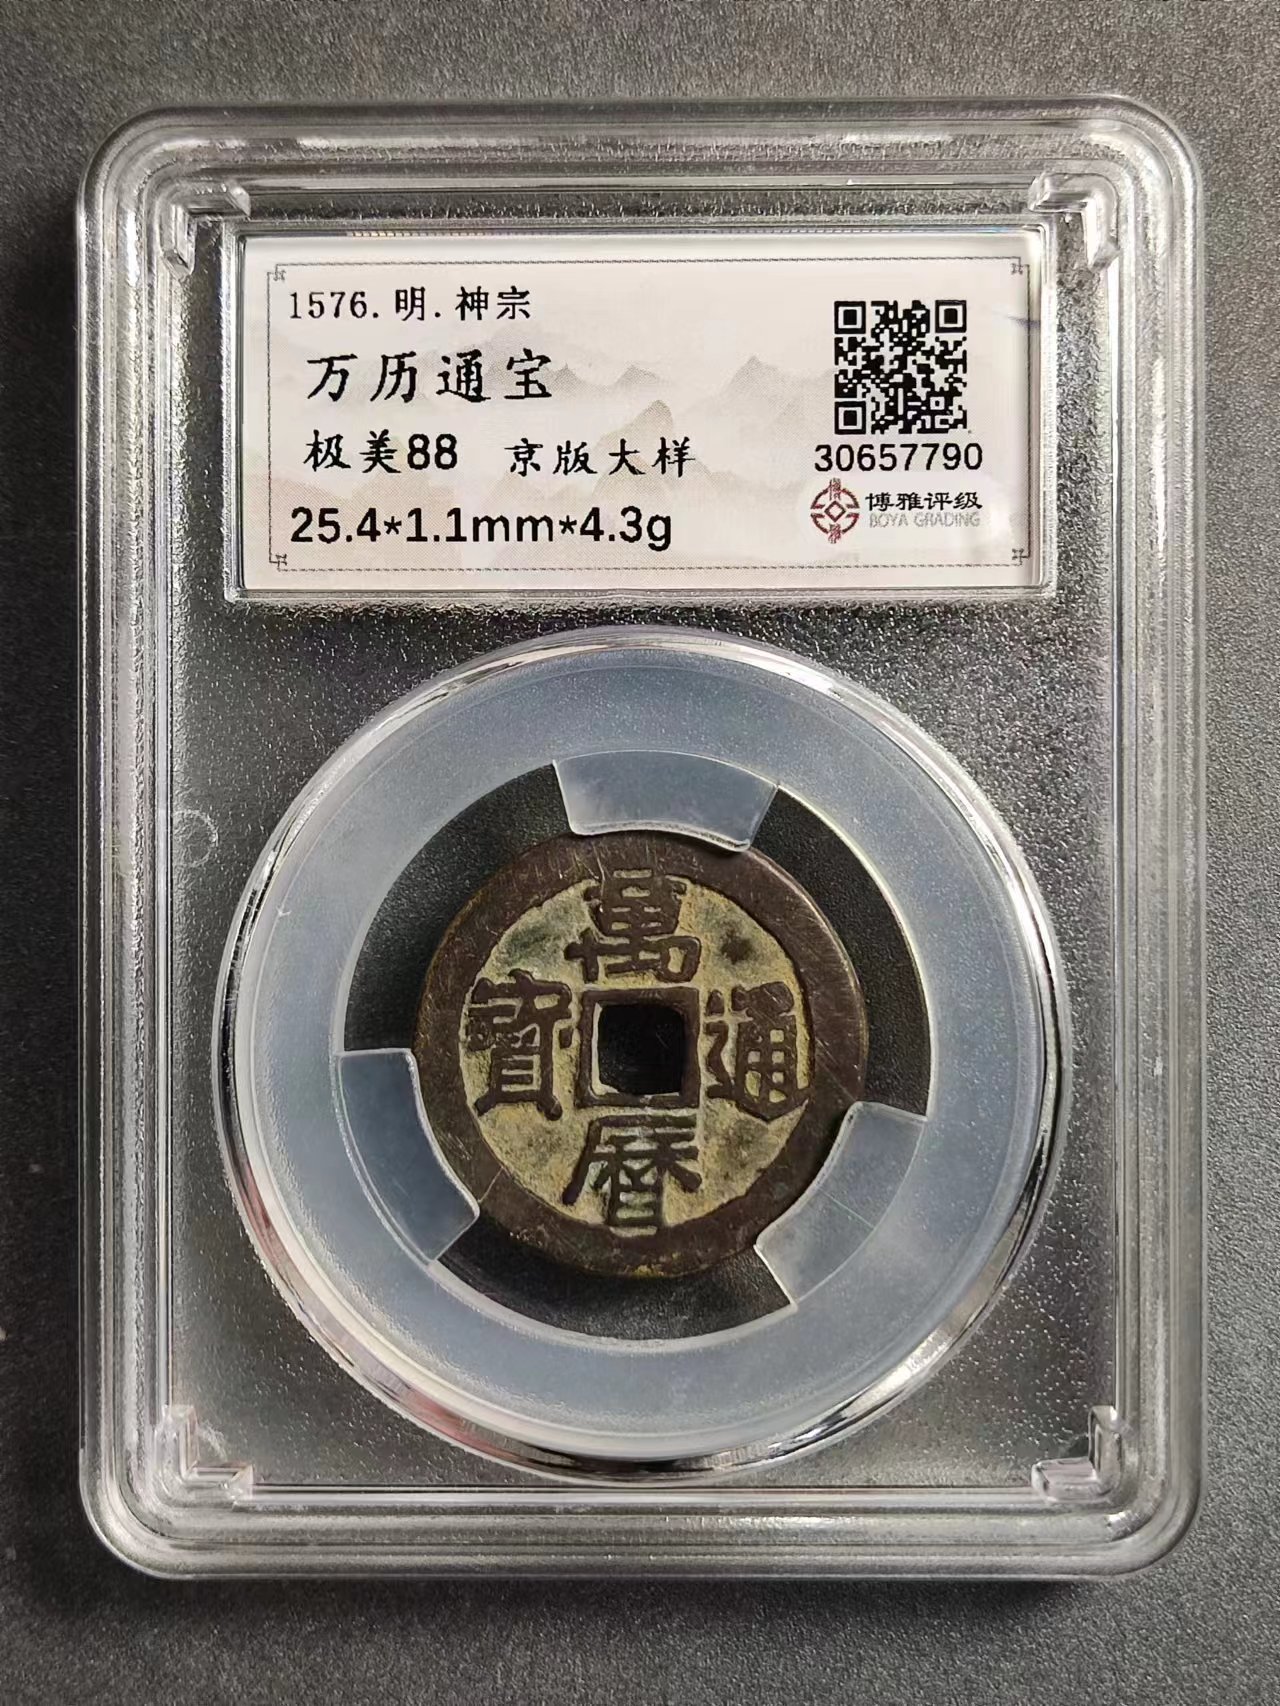 1576.明.神宗
万历通宝
极美88 京版大样
25.4*1.1mm*4.3g
30657790
博雅评级
BOYA GRADING
萬曆通寶